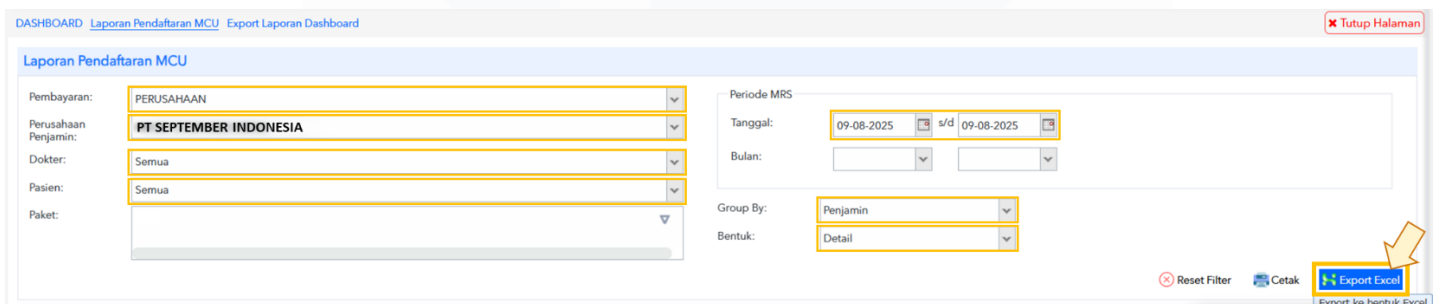 DASHBOARD Laporan Pendaftaran MCU Export Laporan Dashboard
✖ Tutup Halaman
Laporan Pendaftaran MCU
Pembayaran: PERUSAHAAN
Perusahaan Penjamin: PT SEPTEMBER INDONESIA
Dokter: Semua
Pasien: Semua
Paket:
Periode MRS
Tanggal: 09-08-2025 s/d 09-08-2025
Bulan:
Group By: Penjamin
Bentuk: Detail
Reset Filter Cetak Export Excel
Export ke bentuk Excel